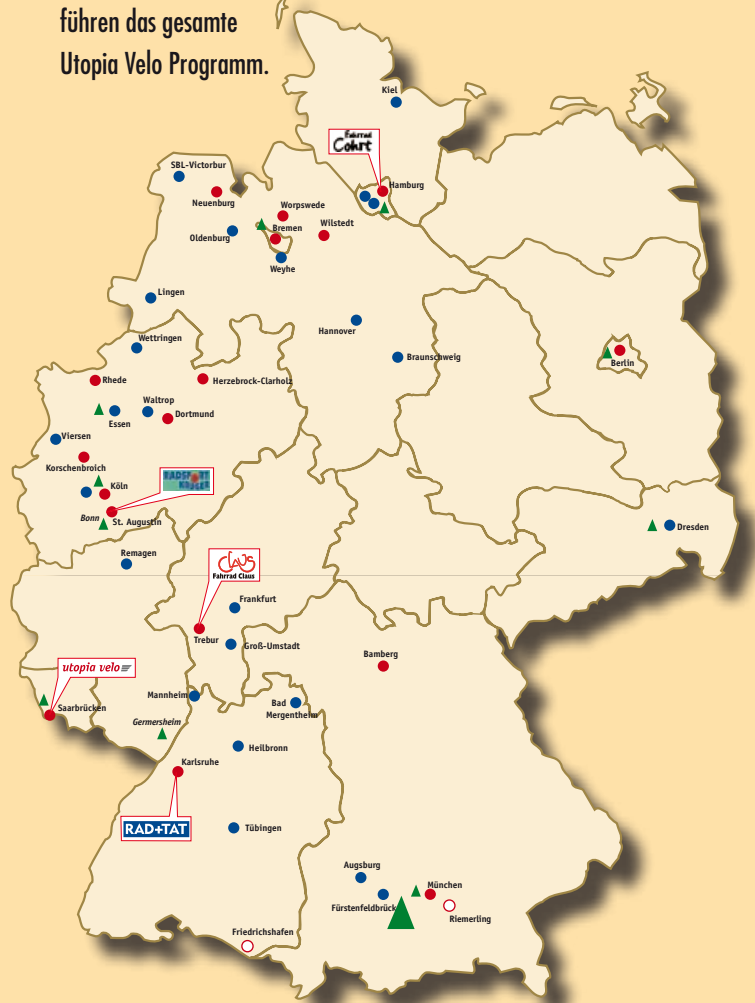 führen das gesamte
Utopia Velo Programm.
Kiel
Fahrrad
Cohrt
SBL-Victorbur
Hamburg
Neuenburg
Worpswede
Wilstedt
Bremen
Oldenburg
Weyhe
Lingen
Hannover
Wettringen
Braunschweig
Berlin
Rhede
Herzebrock-Clarholz
Waltrop
Dortmund
Essen
Viersen
Korschenbroich
RADSPORT
KRÜGER
Köln
Bonn
St. Augustin
Dresden
Remagen
CLAUS
Fahrrad Claus
Frankfurt
Trebur
Groß-Umstadt
Bamberg
utopia velo
Mannheim
Bad
Mergentheim
Saarbrücken
Germersheim
Heilbronn
Karlsruhe
RAD+TAT
Tübingen
Augsburg
München
Fürstenfeldbrück
Riemerling
Friedrichshafen